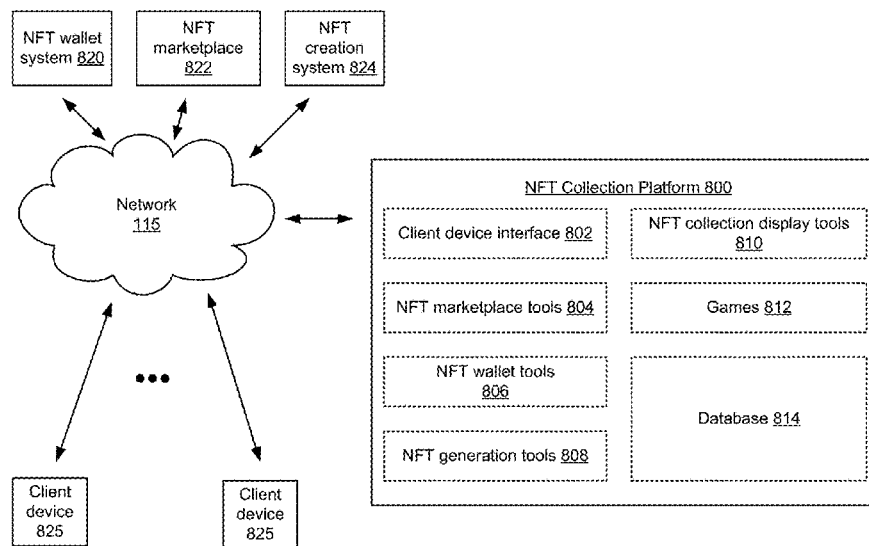 NFT wallet
system 820
NFT
marketplace
822
NFT
creation
system 824
Network
115
NFT Collection Platform 800
Client device interface 802
NFT collection display tools
810
NFT marketplace tools 804
Games 812
NFT wallet tools
806
Database 814
NFT generation tools 808
Client
device
825
Client
device
825